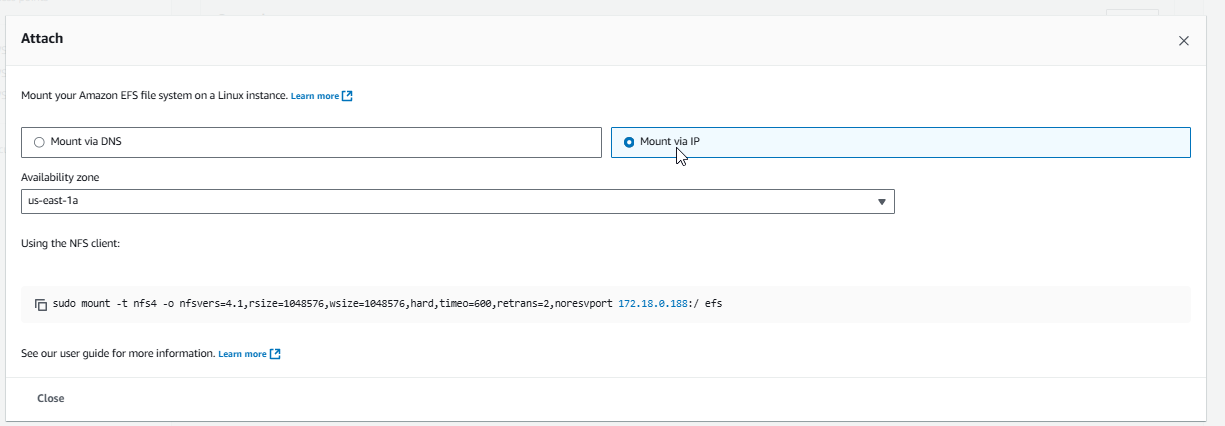 Attach
Mount your Amazon EFS file system on a Linux instance. Learn more
Mount via DNS
Mount via IP
Availability zone
us-east-1a
Using the NFS client:
sudo mount -t nfs4 -o nfsvers=4.1,rsize=1048576,wsize=1048576,hard,timeo=600,retrans=2,noresvport 172.18.0.188:/ efs
See our user guide for more information. Learn more
Close